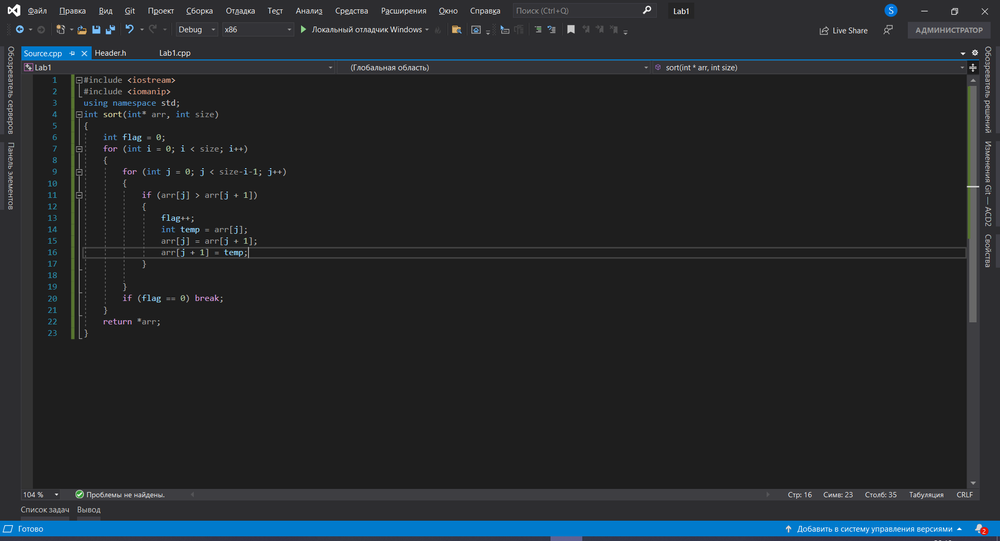 Файл Правка Вид Git Проект Сборка Отладка Тест Анализ Средства Расширения Окно Справка Поиск (Ctrl+Q) Lab1 S
Debug x86 Локальный отладчик Windows Live Share АДМИНИСТРАТОР
Обозреватель серверов
Панель элементов
Source.cpp Header.h Lab1.cpp
Lab1 (Глобальная область) sort(int * arr, int size)
1 #include <iostream>
2 #include <iomanip>
3 using namespace std;
4 int sort(int* arr, int size)
5 {
6 int flag = 0;
7 for (int i = 0; i < size; i++)
8 {
9 for (int j = 0; j < size-i-1; j++)
10 {
11 if (arr[j] > arr[j + 1])
12 {
13 flag++;
14 int temp = arr[j];
15 arr[j] = arr[j + 1];
16 arr[j + 1] = temp;
17 }
18
19 }
20 if (flag == 0) break;
21 }
22 return *arr;
23 }
Обозреватель решений
Изменения Git — ACD2
Свойства
104 % Проблемы не найдены. Стр: 16 Симв: 23 Столб: 35 Табуляция CRLF
Список задач Вывод
Готово Добавить в систему управления версиями 2